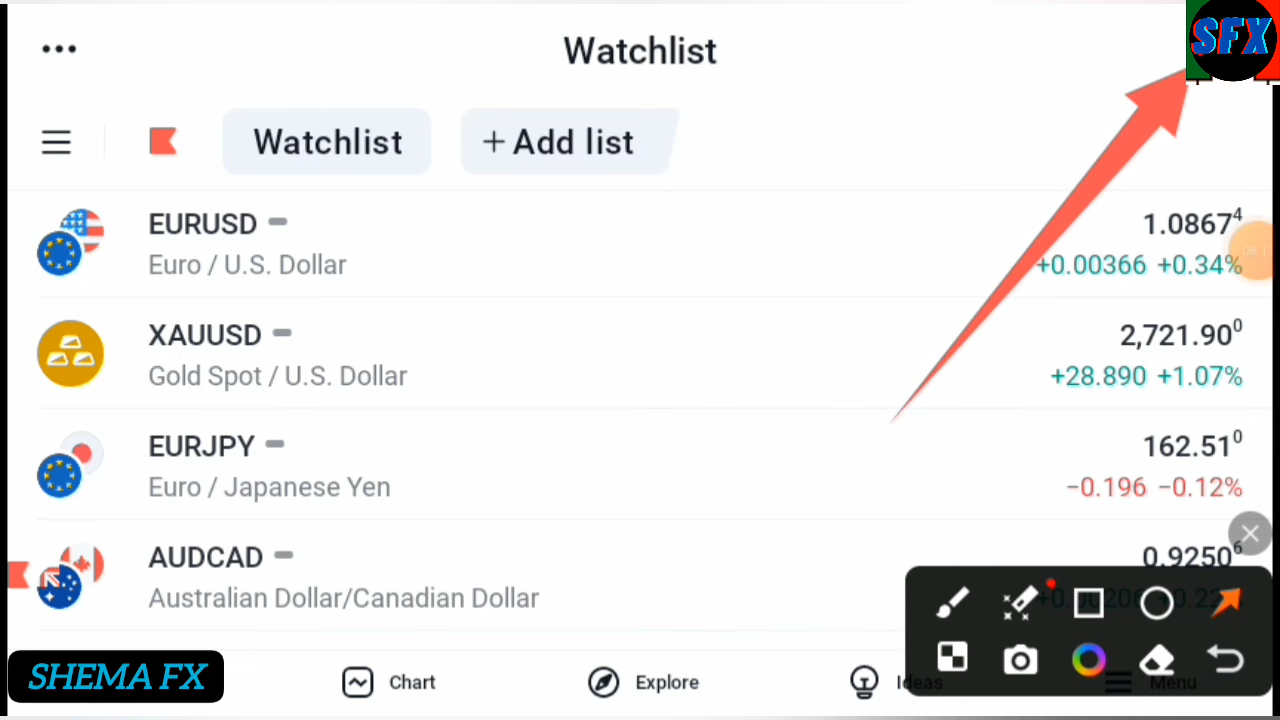 SFX
Watchlist
Watchlist
+ Add list
EURUSD
1.0867⁴
Euro / U.S. Dollar
+0.00366 +0.34%
XAUUSD
2,721.90⁰
Gold Spot / U.S. Dollar
+28.890 +1.07%
EURJPY
162.51⁰
Euro / Japanese Yen
−0.196 −0.12%
AUDCAD
0.9250⁶
Australian Dollar/Canadian Dollar
SHEMA FX
Chart
Explore
Ideas
Menu